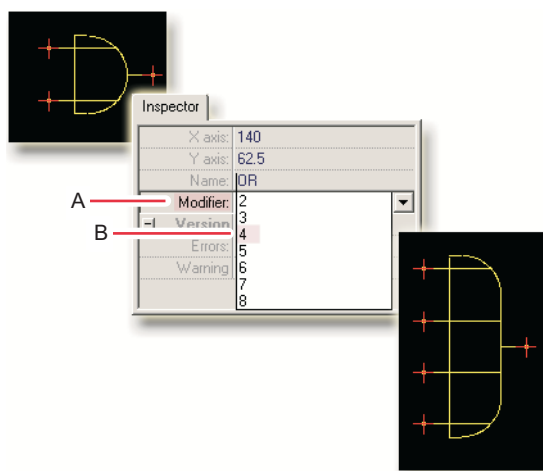 Inspector
X axis: 140
Y axis: 62.5
Name: OR
A
Modifier: 2
3
Version
B
4
Errors:
5
Warning
6
7
8